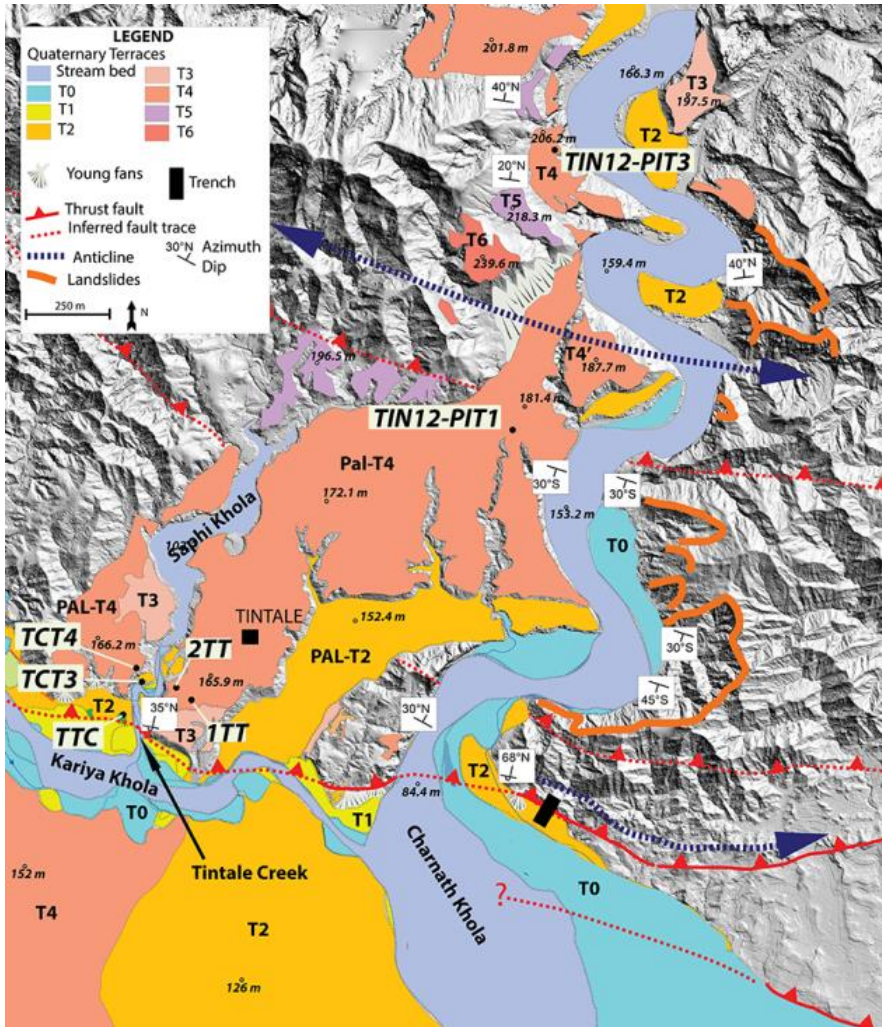 LEGEND
Quaternary Terraces
Stream bed
T0
T1
T2
T3
T4
T5
T6
Young fans
Trench
Thrust fault
Inferred fault trace
Anticline
Landslides
30°N
Azimuth
Dip
250 m
N
201.8 m
40°N
166.3 m
T3
197.5 m
T2
206.2 m
TIN12-PIT3
T4
20°N
T5
218.3 m
T6
239.6 m
159.4 m
40°N
T2
196.5 m
T4'
187.7 m
181.4 m
TIN12-PIT1
Pal-T4
30°S
30°S
172.1 m
153.2 m
T0
Saphi Khola
T3
PAL-T4
TINTALE
152.4 m
PAL-T2
TCT4
166.2 m
2TT
30°S
TCT3
165.9 m
45°S
T2
35°N
30°N
TTC
T3
1TT
68°N
Kariya Khola
T2
84.4 m
T0
T1
Tintale Creek
152 m
Charnath Khola
T0
T4
?
T2
126 m